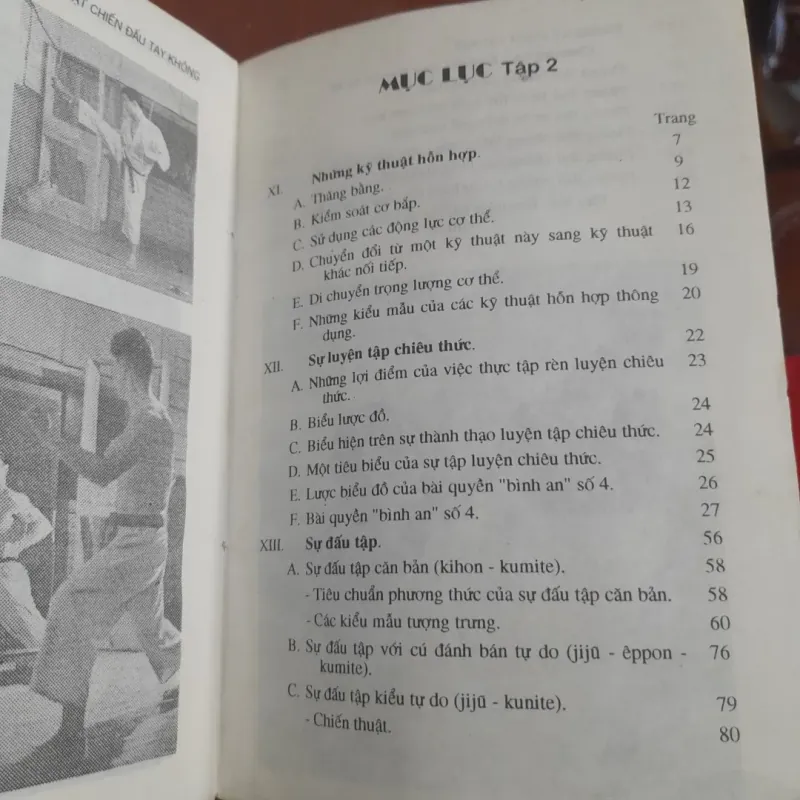 ẬT CHIẾN ĐẤU TAY KHÔNG
MỤC LỤC Tập 2
Trang
XI. Những kỹ thuật hỗn hợp. 7
A. Thăng bằng. 9
B. Kiểm soát cơ bắp. 12
C. Sử dụng các động lực cơ thể. 13
D. Chuyển đổi từ một kỹ thuật này sang kỹ thuật 16
khác nối tiếp.
E. Di chuyển trọng lượng cơ thể. 19
F. Những kiểu mẫu của các kỹ thuật hỗn hợp thông 20
dụng.
XII. Sự luyện tập chiêu thức. 22
A. Những lợi điểm của việc thực tập rèn luyện chiêu 23
thức.
B. Biểu lược đồ. 24
C. Biểu hiện trên sự thành thạo luyện tập chiêu thức. 24
D. Một tiêu biểu của sự tập luyện chiêu thức. 25
E. Lược biểu đồ của bài quyền "bình an" số 4. 26
F. Bài quyền "bình an" số 4. 27
XIII. Sự đấu tập. 56
A. Sự đấu tập căn bản (kihon - kumite). 58
- Tiêu chuẩn phương thức của sự đấu tập căn bản. 58
- Các kiểu mẫu tượng trưng. 60
B. Sự đấu tập với cú đánh bán tự do (jijū - êppon - 76
kumite).
C. Sự đấu tập kiểu tự do (jijū - kunite). 79
- Chiến thuật. 80